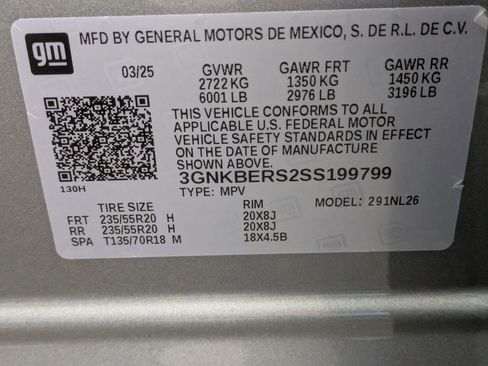 gm
MFD BY GENERAL MOTORS DE MEXICO, S. DE R.L. DE C.V.
03/25 GVWR GAWR FRT GAWR RR
2722 KG 1350 KG 1450 KG
6001 LB 2976 LB 3196 LB
THIS VEHICLE CONFORMS TO ALL
APPLICABLE U.S. FEDERAL MOTOR
VEHICLE SAFETY STANDARDS IN EFFECT
ON THE DATE OF MANUFACTURE
SHOWN ABOVE.
3GNKBERS2SS199799
130H TYPE: MPV MODEL: 291NL26
TIRE SIZE RIM
FRT 235/55R20 H 20X8J
RR 235/55R20 H 20X8J
SPA T135/70R18 M 18X4.5B